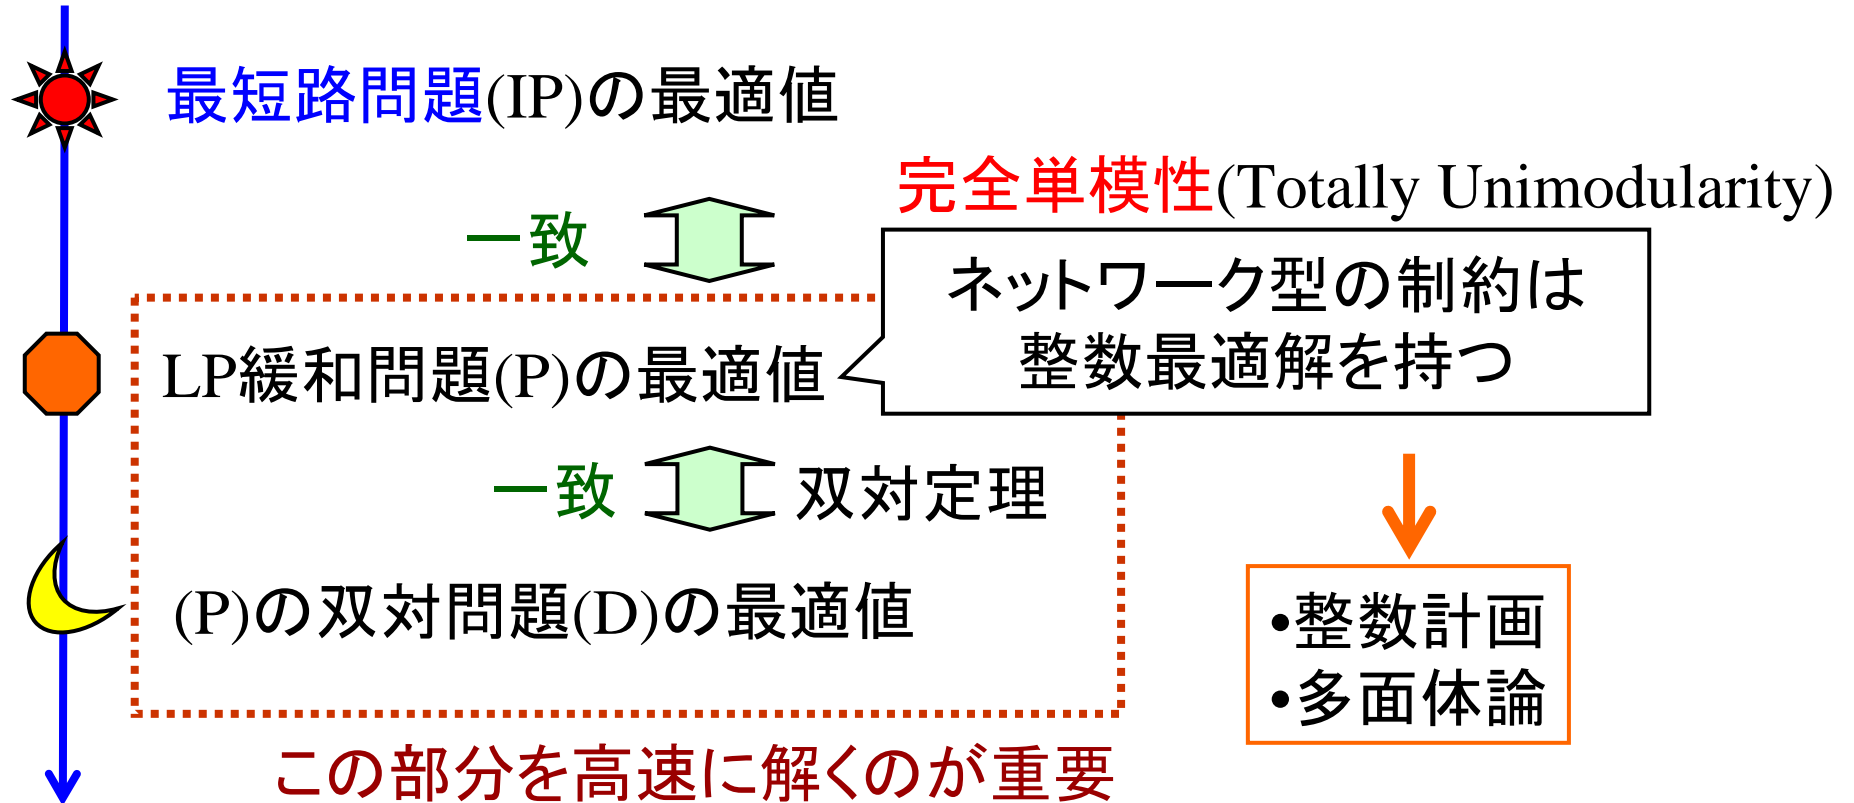 最短路問題(IP)の最適値
完全単模性(Totally Unimodularity)
一致
ネットワーク型の制約は
整数最適解を持つ
LP緩和問題(P)の最適値
一致 双対定理
(P)の双対問題(D)の最適値
•整数計画
•多面体論
この部分を高速に解くのが重要